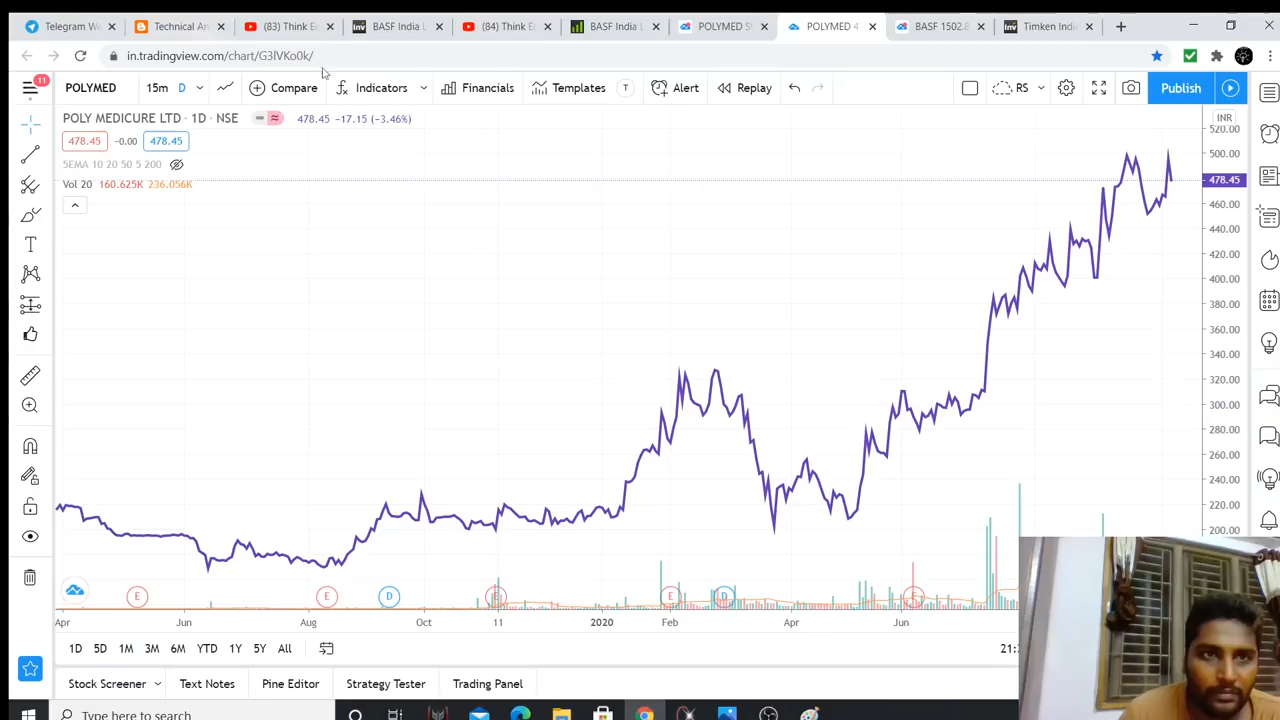 Telegram W
Technical An
(83) Think E
BASF India L
(84) Think E
BASF India L
POLYMED S
POLYMED 4
BASF 1502.8
Timken Indi
in.tradingview.com/chart/G3lVKo0k/
11
POLYMED
15m
D
Compare
Indicators
Financials
Templates
T
Alert
Replay
RS
Publish
POLY MEDICURE LTD · 1D · NSE
478.45 −17.15 (−3.46%)
INR
478.45
-0.00
478.45
5EMA 10 20 50 5 200
Vol 20 160.625K 236.056K
520.00
500.00
478.45
460.00
440.00
420.00
400.00
380.00
360.00
340.00
320.00
300.00
280.00
260.00
240.00
220.00
200.00
E
E
D
E
E
D
E
Apr
Jun
Aug
Oct
11
2020
Feb
Apr
Jun
1D
5D
1M
3M
6M
YTD
1Y
5Y
All
Stock Screener
Text Notes
Pine Editor
Strategy Tester
Trading Panel
Type here to search